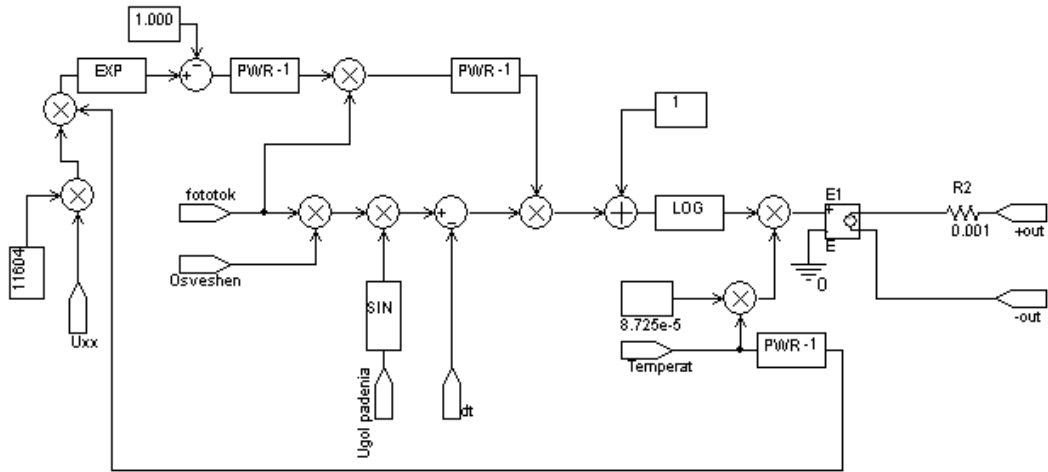 1.000
EXP
PWR -1
PWR -1
1
fototok
E1
R2
LOG
0.001
+out
E
Osveshen
11604
0
SIN
8.725e-5
-out
Uxx
Temperat
PWR -1
Ugol padenia
dt